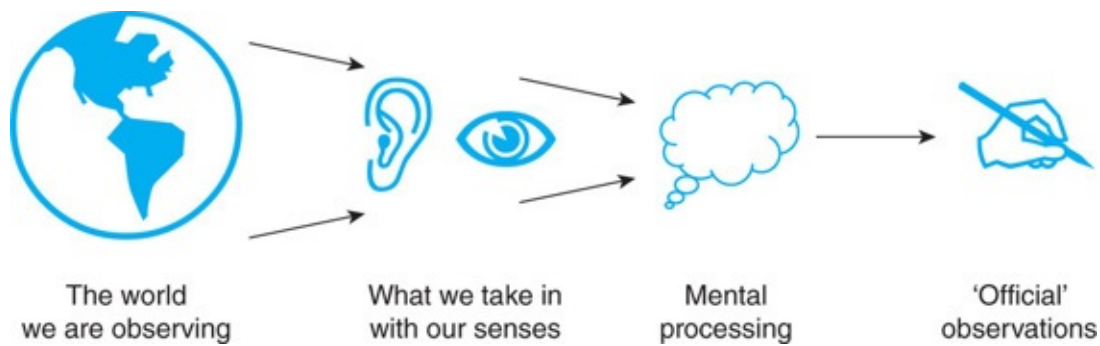 The world
we are observing
What we take in
with our senses
Mental
processing
‘Official’
observations